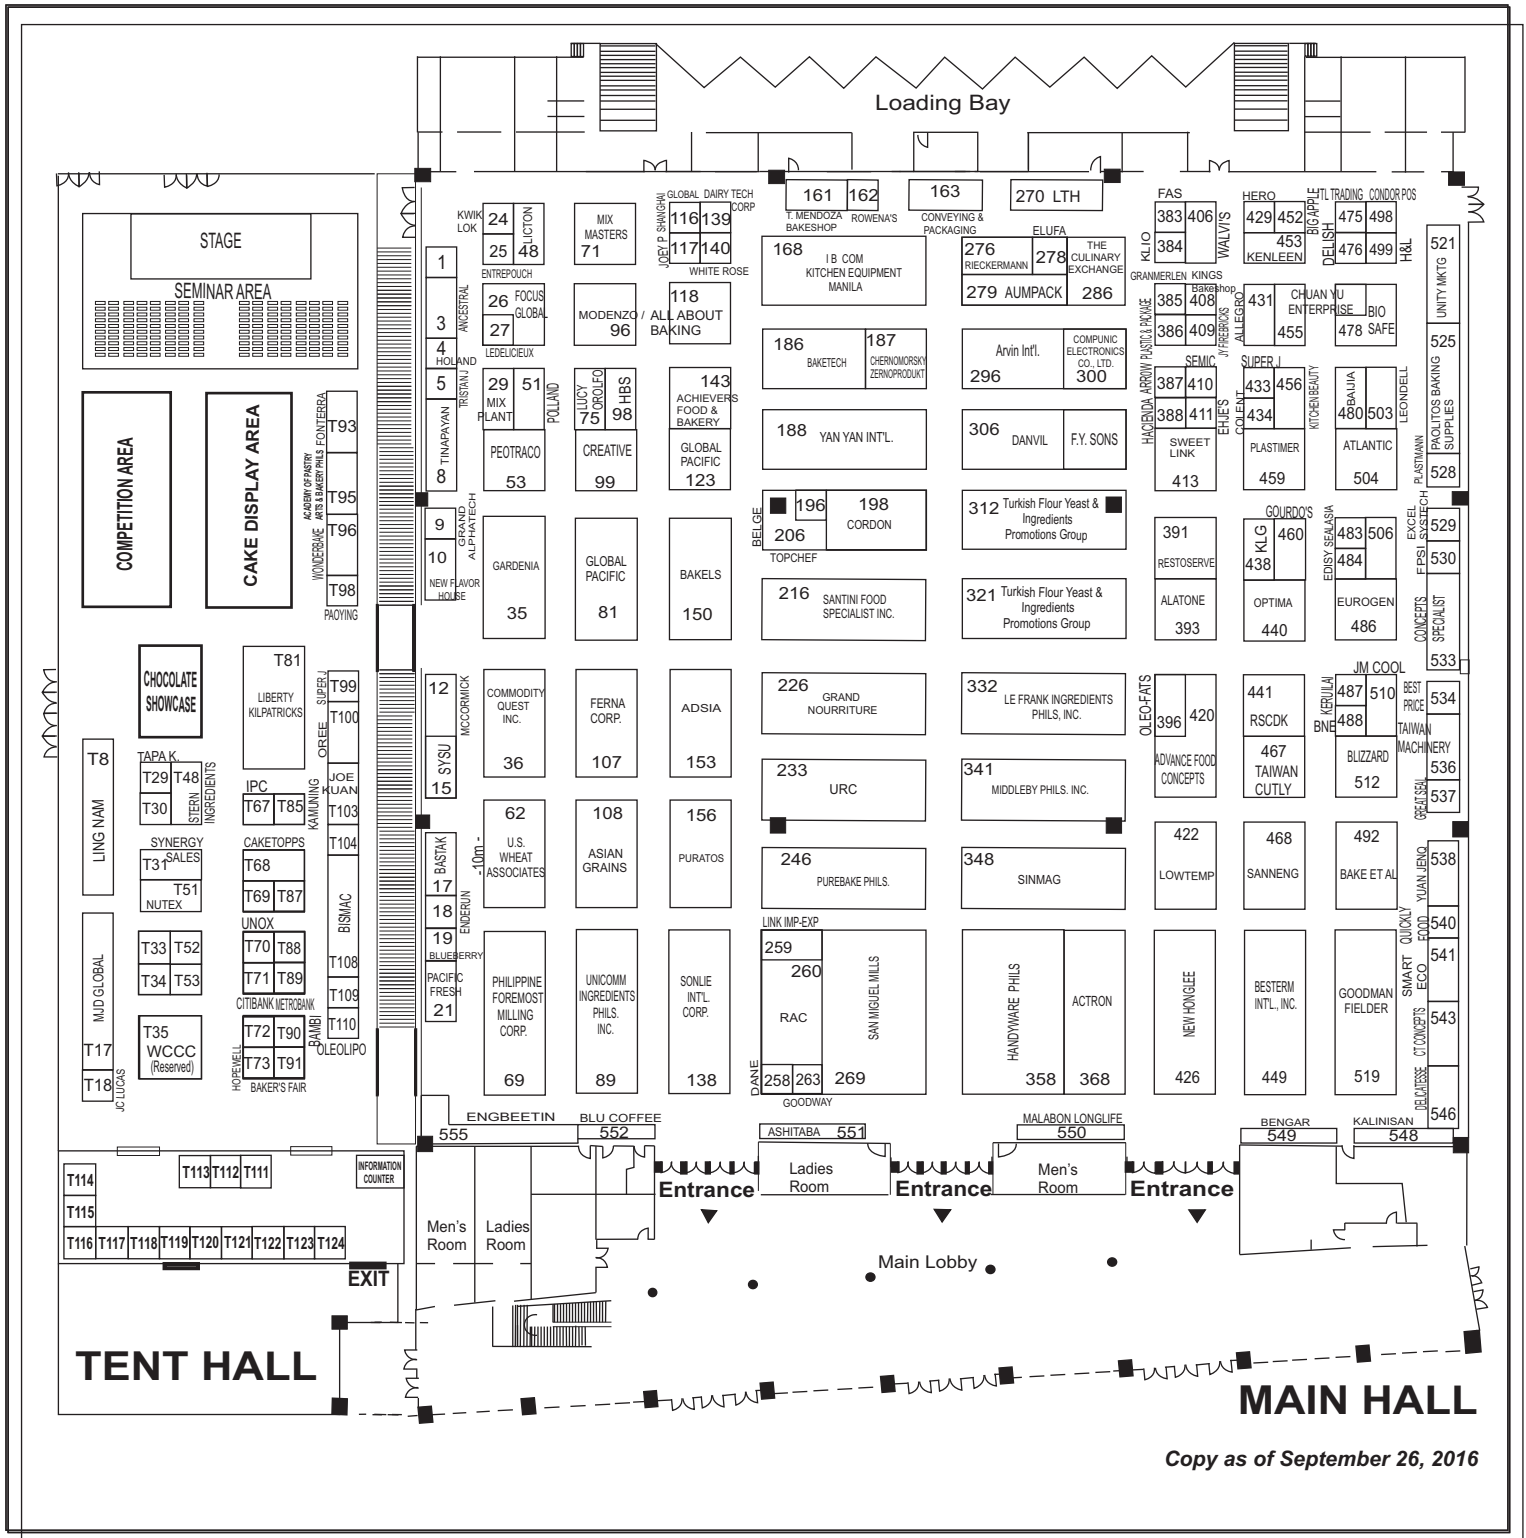 Loading Bay
STAGE
SEMINAR AREA
COMPETITION AREA
CAKE DISPLAY AREA
FONTERRA
T93
ACADEMY OF PASTRY
ARTS & BAKERY PHILS
T95
WONDERBAKE
T96
T98
PAOYING
CHOCOLATE
SHOWCASE
T81
LIBERTY
KILPATRICKS
SUPER J
T99
OREE
T100
T8
LING NAM
TAPA K.
T29
T48
T30
STERN
INGREDIENTS
IPC
T67
T85
KAMUNING
JOE
KUAN
T103
T104
SYNERGY
SALES
T31
T51
NUTEX
CAKETOPPS
T68
T69
T87
BISMAC
T108
MJD GLOBAL
T17
T18
JC LUCAS
T33
T52
T34
T53
UNOX
T70
T88
T71
T89
CITIBANK
METROBANK
T109
T110
OLEOLIPO
T35
WCCC
(Reserved)
HOPEWELL
T72
T90
T73
T91
BAMBI
BAKER'S FAIR
T114
T115
T116
T117
T118
T119
T120
T121
T122
T123
T124
T113
T112
T111
INFORMATION
COUNTER
EXIT
TENT HALL
1
3
ANCESTRAL
4
HOLAND
5
TRISTAN J
TINAPAYAN
8
9
GRAND
ALPHATECH
10
NEW FLAVOR
HOUSE
12
MCCORMICK
SYSU
15
BASTAK
17
-10m -
18
ENDERUN
19
BLUEBERRY
PACIFIC
FRESH
21
KWIK
LOK
24
25
LICTON
48
ENTREPOUCH
26
27
FOCUS
GLOBAL
LEDELICIEUX
29
MIX
PLANT
51
POLLAND
PEOTRACO
53
GARDENIA
35
COMMODITY
QUEST
INC.
36
62
U.S.
WHEAT
ASSOCIATES
PHILIPPINE
FOREMOST
MILLING
CORP.
69
MIX
MASTERS
71
MODENZO / ALL ABOUT
BAKING
96
118
LUCY
OROLFO
75
HBS
98
CREATIVE
99
GLOBAL
PACIFIC
81
FERNA
CORP.
107
108
ASIAN
GRAINS
UNICOMM
INGREDIENTS
PHILS.
INC.
89
GLOBAL
DAIRY TECH
CORP
JOEY P
SHANGHAI
116
139
117
140
WHITE ROSE
143
ACHIEVERS
FOOD &
BAKERY
GLOBAL
PACIFIC
123
BAKELS
150
ADSIA
153
156
PURATOS
SONLIE
INT'L.
CORP.
138
161
162
T. MENDOZA
BAKESHOP
ROWENA'S
163
CONVEYING &
PACKAGING
270 LTH
168
I B COM
KITCHEN EQUIPMENT
MANILA
ELUFA
276
RIECKERMANN
278
THE
CULINARY
EXCHANGE
286
279 AUMPACK
186
BAKETECH
187
CHERNOMORSKY
ZERNOPRODUKT
Arvin Int'l.
296
COMPUNIC
ELECTRONICS
CO., LTD.
300
188
YAN YAN INT'L.
306
DANVIL
F.Y. SONS
BELGE
196
198
CORDON
206
TOPCHEF
312
Turkish Flour Yeast &
Ingredients
Promotions Group
216
SANTINI FOOD
SPECIALIST INC.
321
Turkish Flour Yeast &
Ingredients
Promotions Group
226
GRAND
NOURRITURE
332
LE FRANK INGREDIENTS
PHILS, INC.
233
URC
341
MIDDLEBY PHILS. INC.
246
PUREBAKE PHILS.
348
SINMAG
LINK IMP-EXP
259
260
RAC
SAN MIGUEL MILLS
DANE
258
263
269
GOODWAY
HANDYWARE PHILS
358
ACTRON
368
FAS
383
406
KLIO
384
WALVI'S
GRANMERLEN
KINGS
Bakeshop
385
408
386
409
PLASTIC & PACKAGE
JY FIREBRICKS
SEMIC
387
410
388
411
HACIENDA
ARROW
EHJE'S
SWEET
LINK
413
391
RESTOSERVE
ALATONE
393
OLEO-FATS
396
420
ADVANCE FOOD
CONCEPTS
422
LOWTEMP
NEW HONGLEE
426
HERO
429
452
BIG APPLE
453
KENLEEN
ALLEGRO
431
455
CHUAN YU
ENTERPRISE
SUPER J
433
456
434
COLENT
KITCHEN BEAUTY
PLASTIMER
459
GOURDO'S
KLG
438
460
OPTIMA
440
441
RSCDK
467
TAIWAN
CUTLY
468
SANNENG
BESTERM
INT'L., INC.
449
TL TRADING
CONDOR POS
475
498
DELISH
476
499
H&L
478
BIO
SAFE
BAIJIA
480
503
LEONDELL
ATLANTIC
504
EDISY
SEALASIA
483
506
484
EUROGEN
486
JM COOL
KERUILAI
487
510
BNE
488
BLIZZARD
512
492
BAKE ET AL
GOODMAN
FIELDER
519
521
UNITY MKTG
525
PAOLITOS BAKING
SUPPLIES
PLASTMANN
528
EXCEL
SYSTECH
529
FPSI
530
CONCEPTS
SPECIALIST
533
BEST
PRICE
534
TAIWAN
MACHINERY
536
GREAT SEAL
537
YUAN JENQ
538
QUICKLY
FOOD
540
SMART
ECO
541
CT CONCEPTS
543
DELICATESSE
546
555
ENGBEETIN
BLU COFFEE
552
ASHITABA 551
MALABON LONGLIFE
550
BENGAR
549
KALINISAN
548
Entrance
Ladies
Room
Entrance
Men's
Room
Entrance
Men's
Room
Ladies
Room
Main Lobby
MAIN HALL
Copy as of September 26, 2016